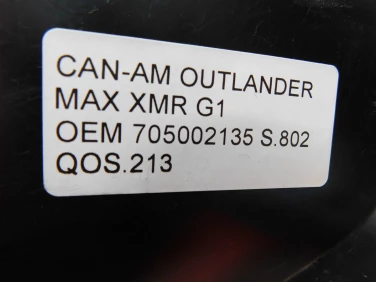 CAN-AM OUTLANDER
MAX XMR G1
OEM 705002135 S.802
QOS.213